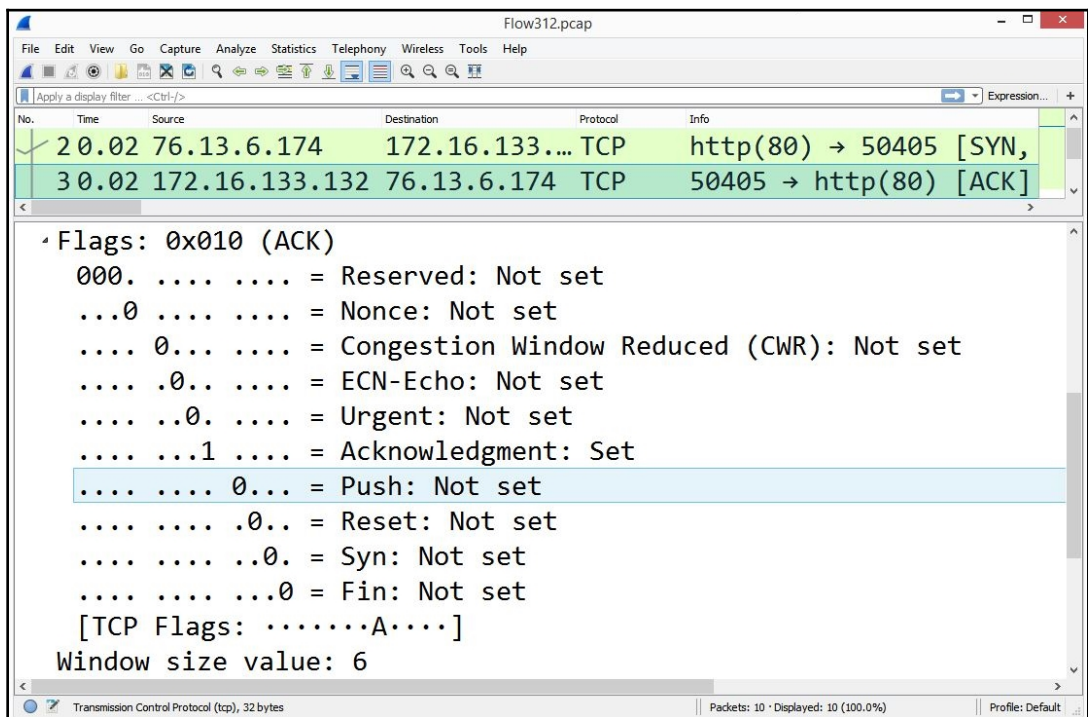 Flow312.pcap
File Edit View Go Capture Analyze Statistics Telephony Wireless Tools Help
Apply a display filter ... <Ctrl-/> Expression... +
No. Time Source Destination Protocol Info
2 0.02 76.13.6.174 172.16.133.… TCP http(80) → 50405 [SYN,
3 0.02 172.16.133.132 76.13.6.174 TCP 50405 → http(80) [ACK]
Flags: 0x010 (ACK)
000. .... .... = Reserved: Not set
...0 .... .... = Nonce: Not set
.... 0... .... = Congestion Window Reduced (CWR): Not set
.... .0.. .... = ECN-Echo: Not set
.... ..0. .... = Urgent: Not set
.... ...1 .... = Acknowledgment: Set
.... .... 0... = Push: Not set
.... .... .0.. = Reset: Not set
.... .... ..0. = Syn: Not set
.... .... ...0 = Fin: Not set
[TCP Flags: ·······A····]
Window size value: 6
Transmission Control Protocol (tcp), 32 bytes Packets: 10 · Displayed: 10 (100.0%) Profile: Default